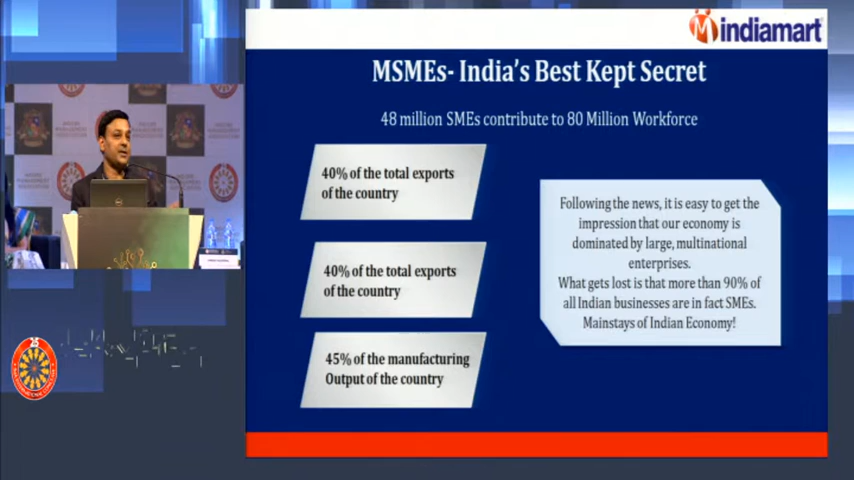 indiamart
MSMEs- India's Best Kept Secret
48 million SMEs contribute to 80 Million Workforce
40% of the total exports
of the country
40% of the total exports
of the country
45% of the manufacturing
Output of the country
Following the news, it is easy to get the
impression that our economy is
dominated by large, multinational
enterprises.
What gets lost is that more than 90% of
all Indian businesses are in fact SMEs.
Mainstays of Indian Economy!
25
DELL